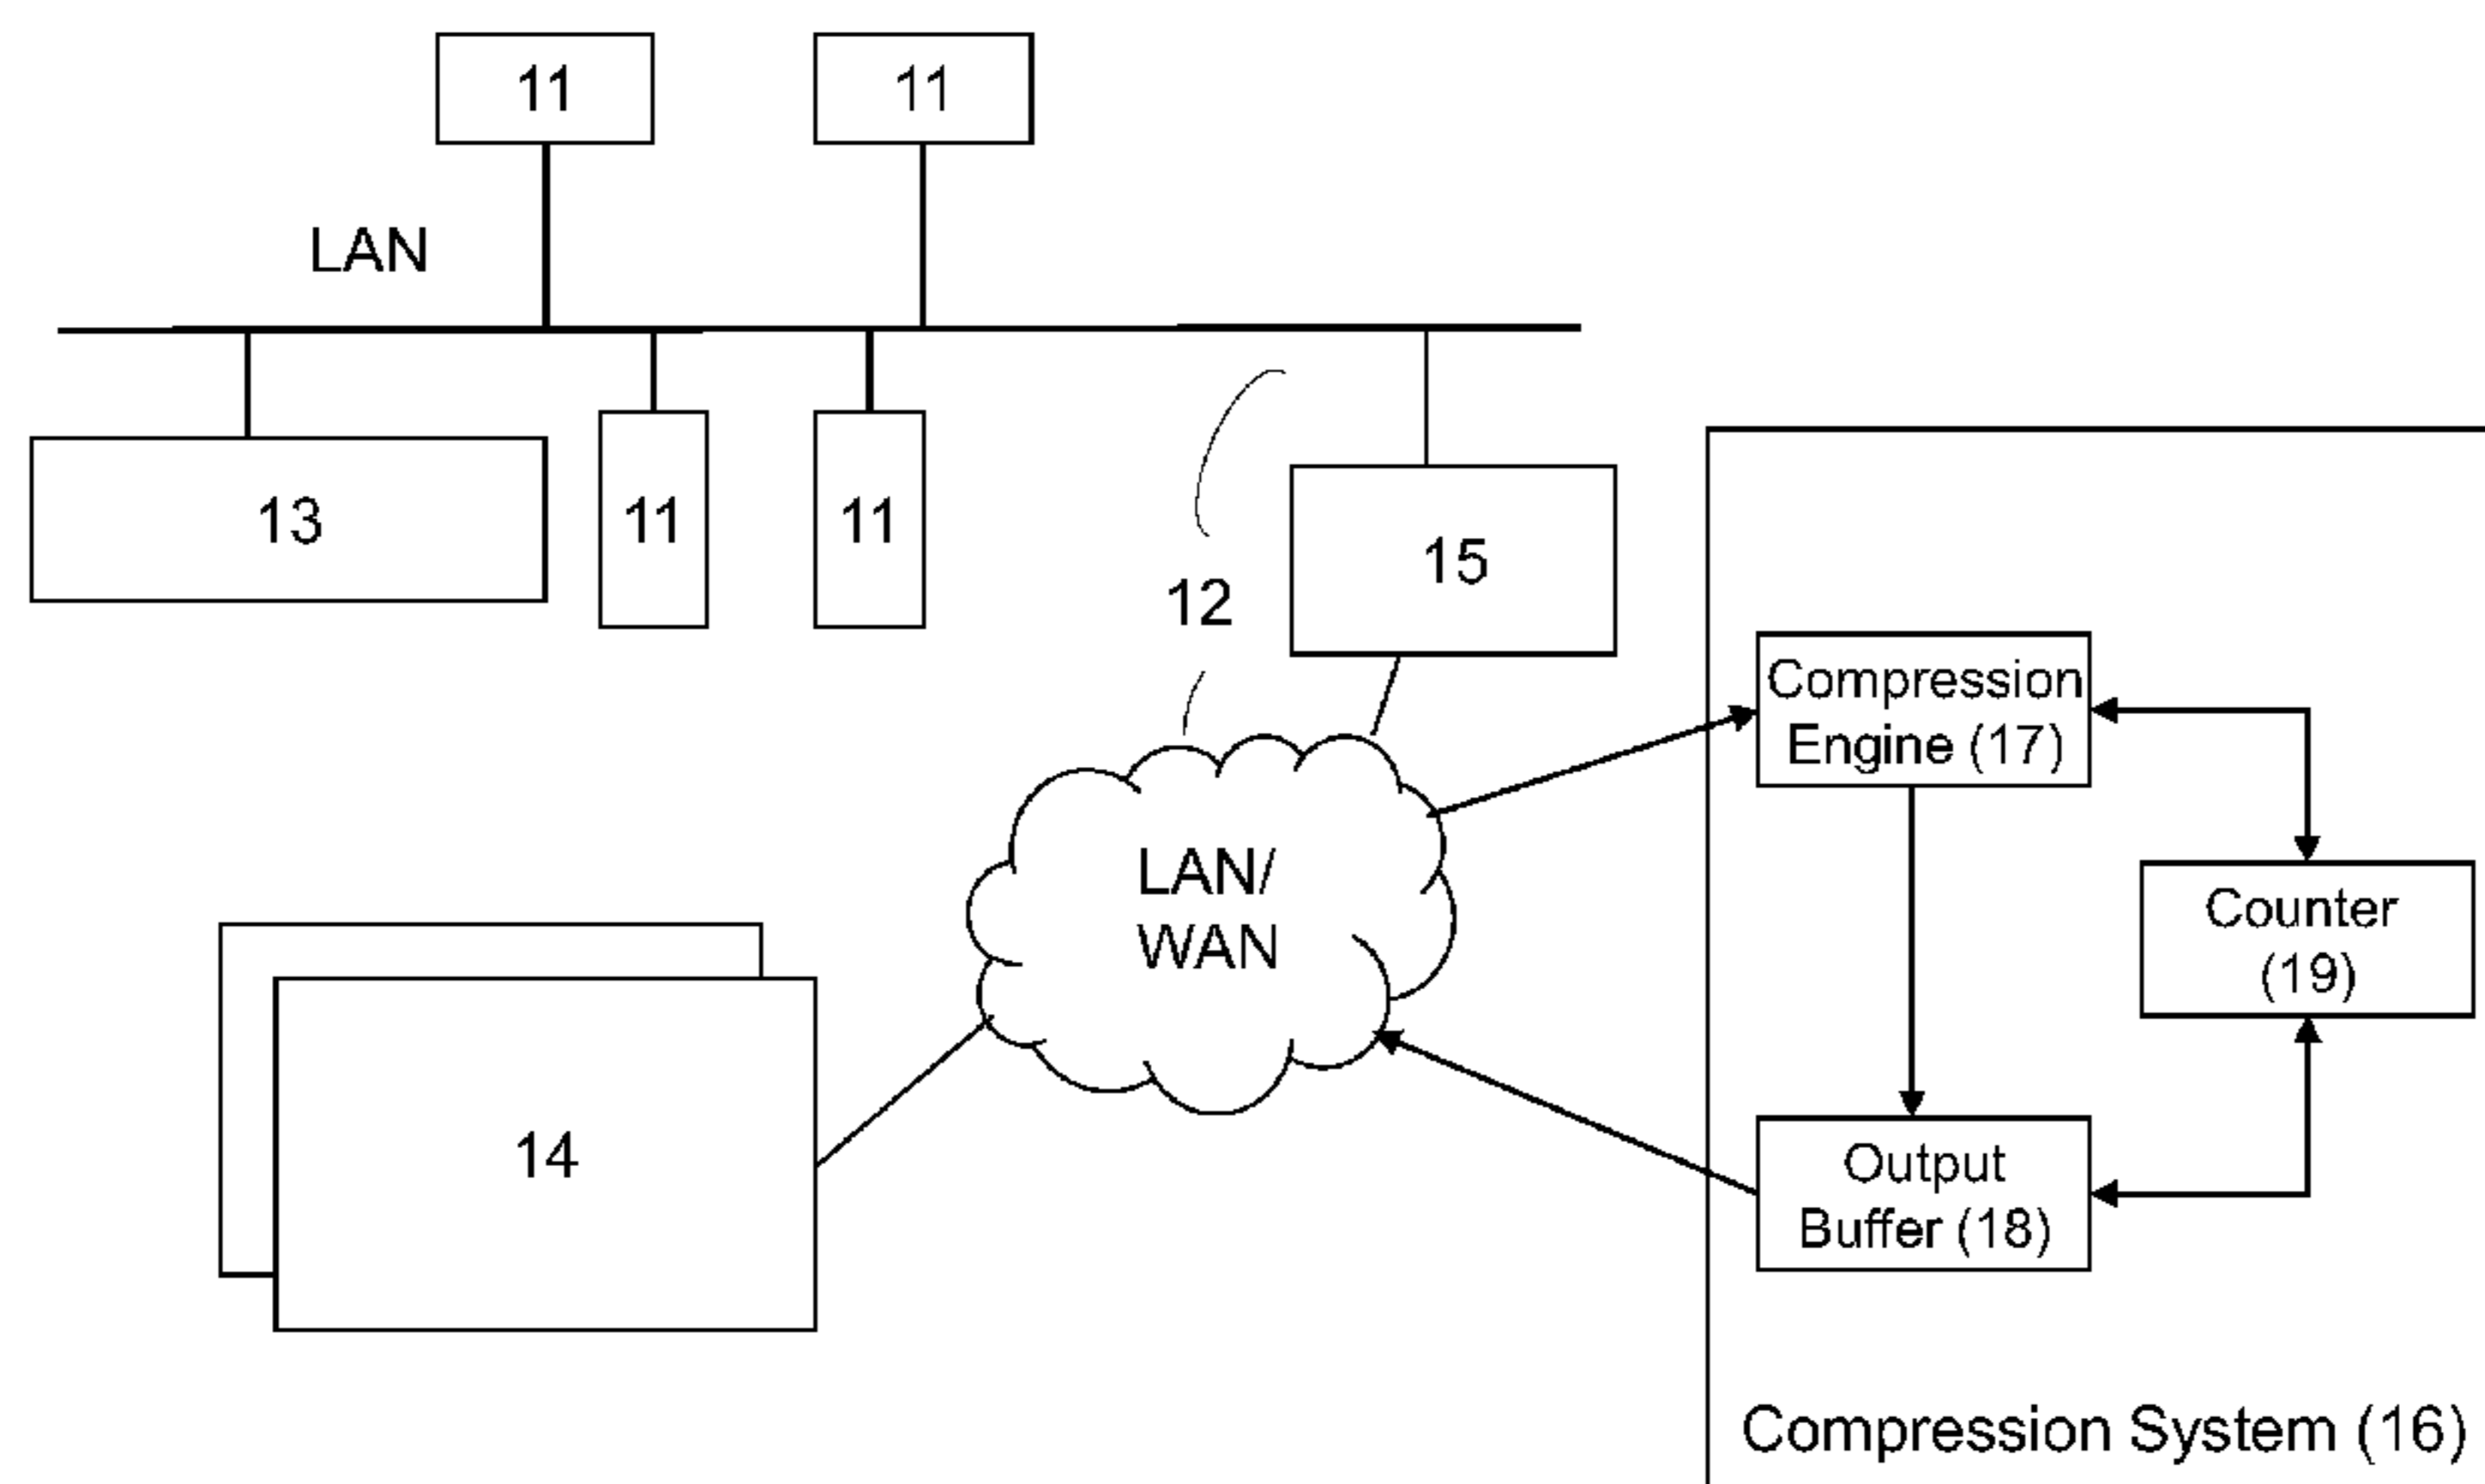 11
11
LAN
13
11
11
15
12
Compression
Engine (17)
LAN/
WAN
Counter
(19)
14
Output
Buffer (18)
Compression System (16)